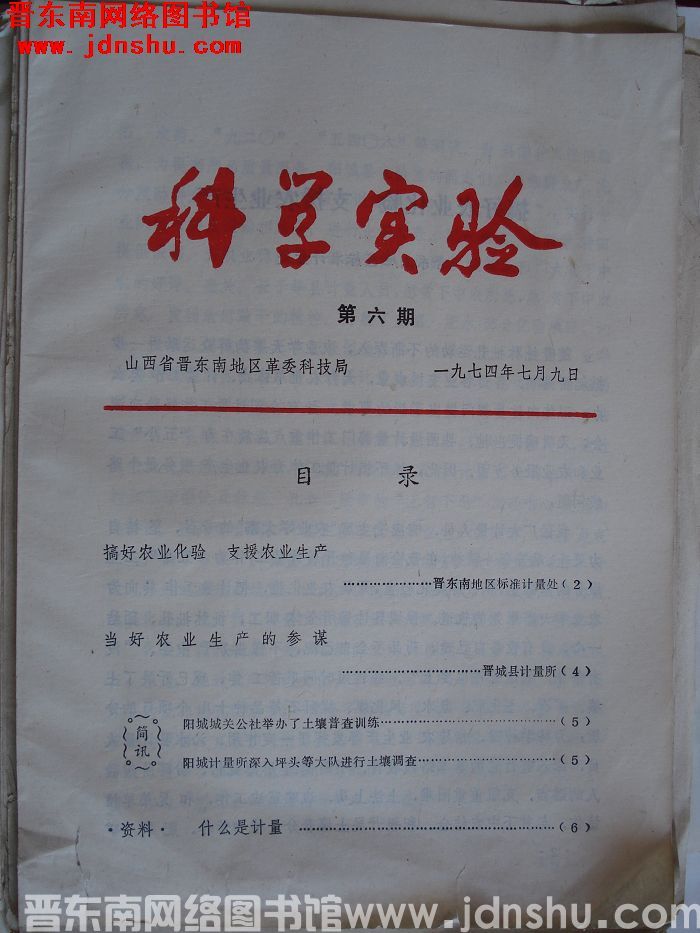 晋东南网络图书馆
www.jdnshu.com
科学实验
第六期
山西省晋东南地区革委科技局 一九七四年七月九日
目 录
搞好农业化验 支援农业生产
……………………晋东南地区标准计量处(2)
当好农业生产的参谋
……………………晋城县计量所(4)
简讯
阳城城关公社举办了土壤普查训练……………………(5)
阳城计量所深入坪头等大队进行土壤调查……………………(5)
·资料· 什么是计量……………………(6)
晋东南网络图书馆www.jdnshu.com